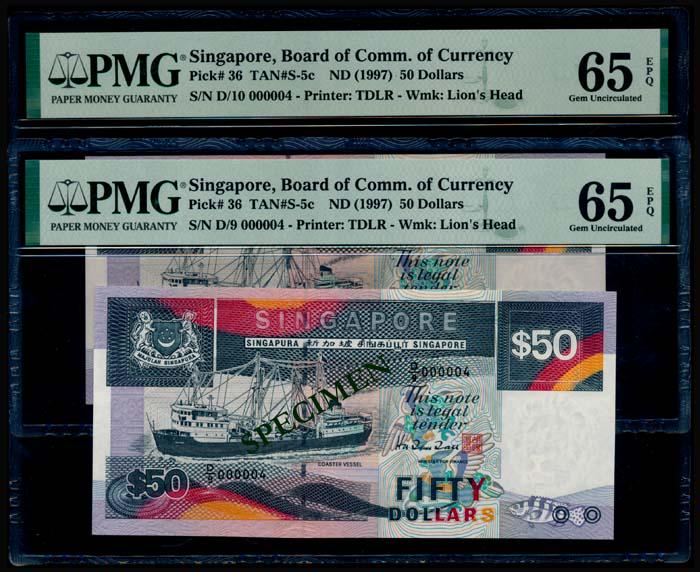 PMG®
PAPER MONEY GUARANTY
Singapore, Board of Comm. of Currency
Pick# 36 TAN#S-5c ND (1997) 50 Dollars
S/N D/10 000004 - Printer: TDLR - Wmk: Lion's Head
65 EPQ
Gem Uncirculated
PMG®
PAPER MONEY GUARANTY
Singapore, Board of Comm. of Currency
Pick# 36 TAN#S-5c ND (1997) 50 Dollars
S/N D/9 000004 - Printer: TDLR - Wmk: Lion's Head
65 EPQ
Gem Uncirculated
This note
is legal
tender
SINGAPORE
SINGAPURA 新加坡 சிங்கப்பூர் SINGAPORE
MAJULAH SINGAPURA
$50
D/9 000004
This note
is legal
tender
SPECIMEN
MINISTER FOR FINANCE
COASTER VESSEL
D/9 000004
$50
FIFTY
DOLLARS